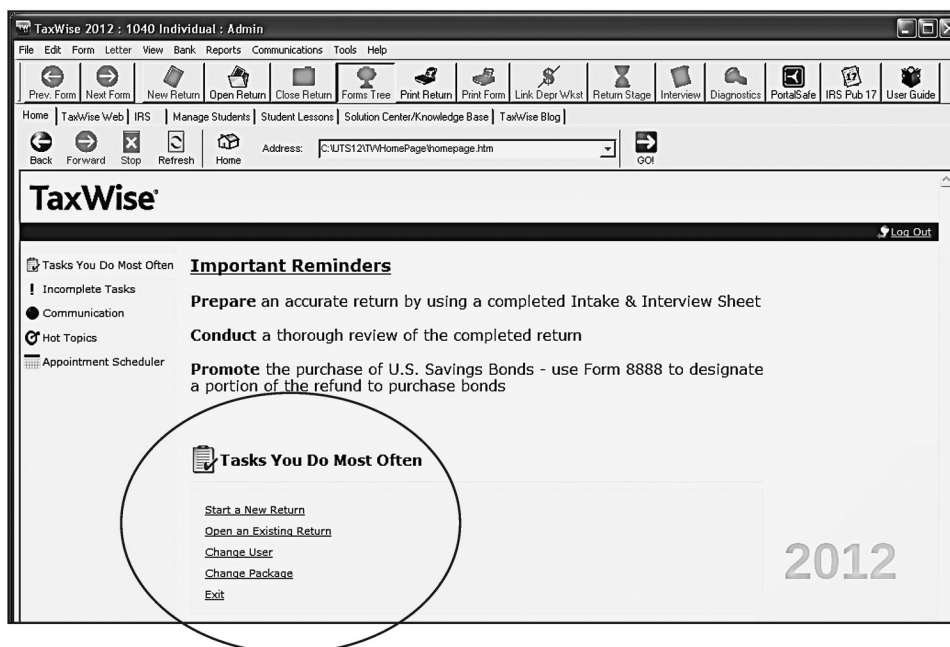 TaxWise 2012 : 1040 Individual : Admin
File Edit Form Letter View Bank Reports Communications Tools Help
Prev. Form Next Form New Return Open Return Close Return Forms Tree Print Return Print Form Link Depr Wkst Return Stage Interview Diagnostics PortalSafe IRS Pub 17 User Guide
Home TaxWise Web IRS Manage Students Student Lessons Solution Center/Knowledge Base TaxWise Blog
Back Forward Stop Refresh Home Address: C:\UTS12\TW\HomePage\homepage.htm GO!
TaxWise®
Log Out
Tasks You Do Most Often
! Incomplete Tasks
Communication
Hot Topics
Appointment Scheduler
Important Reminders
Prepare an accurate return by using a completed Intake & Interview Sheet
Conduct a thorough review of the completed return
Promote the purchase of U.S. Savings Bonds - use Form 8888 to designate
a portion of the refund to purchase bonds
Tasks You Do Most Often
Start a New Return
Open an Existing Return
Change User
Change Package
Exit
2012